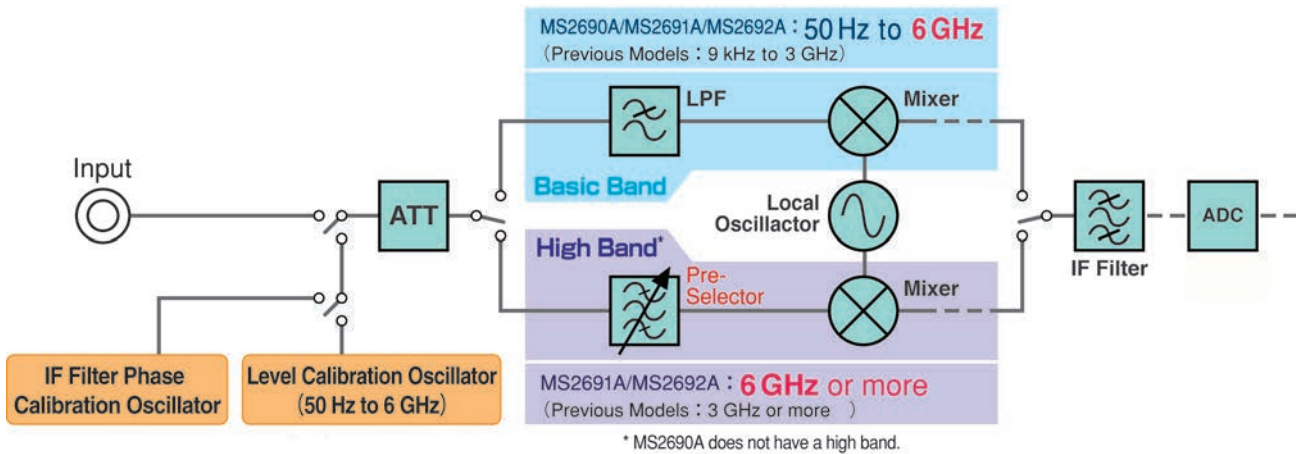 MS2690A/MS2691A/MS2692A : 50 Hz to 6 GHz
(Previous Models : 9 kHz to 3 GHz)
LPF
Mixer
Basic Band
Input
ATT
Local
Oscillactor
IF Filter
ADC
High Band*
Pre-
Selector
Mixer
IF Filter Phase
Calibration Oscillator
Level Calibration Oscillator
(50 Hz to 6 GHz)
MS2691A/MS2692A : 6 GHz or more
(Previous Models : 3 GHz or more )
* MS2690A does not have a high band.